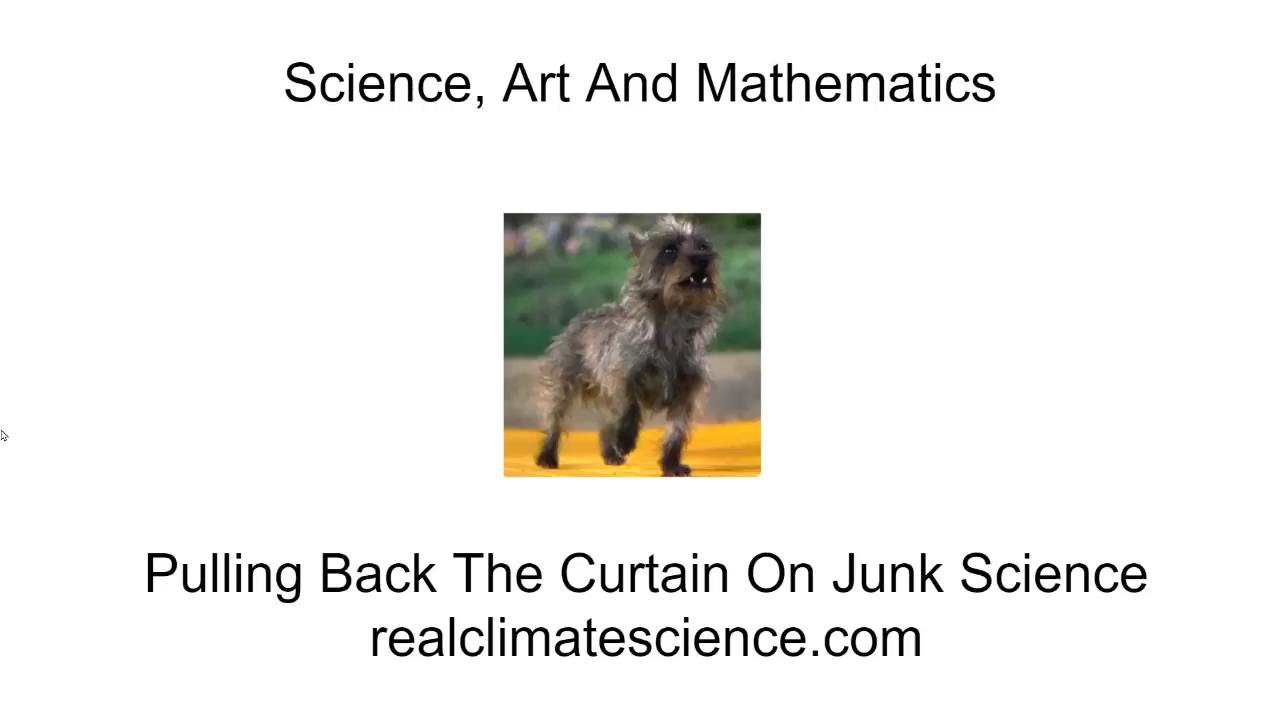 Science, Art And Mathematics
Pulling Back The Curtain On Junk Science
realclimatescience.com